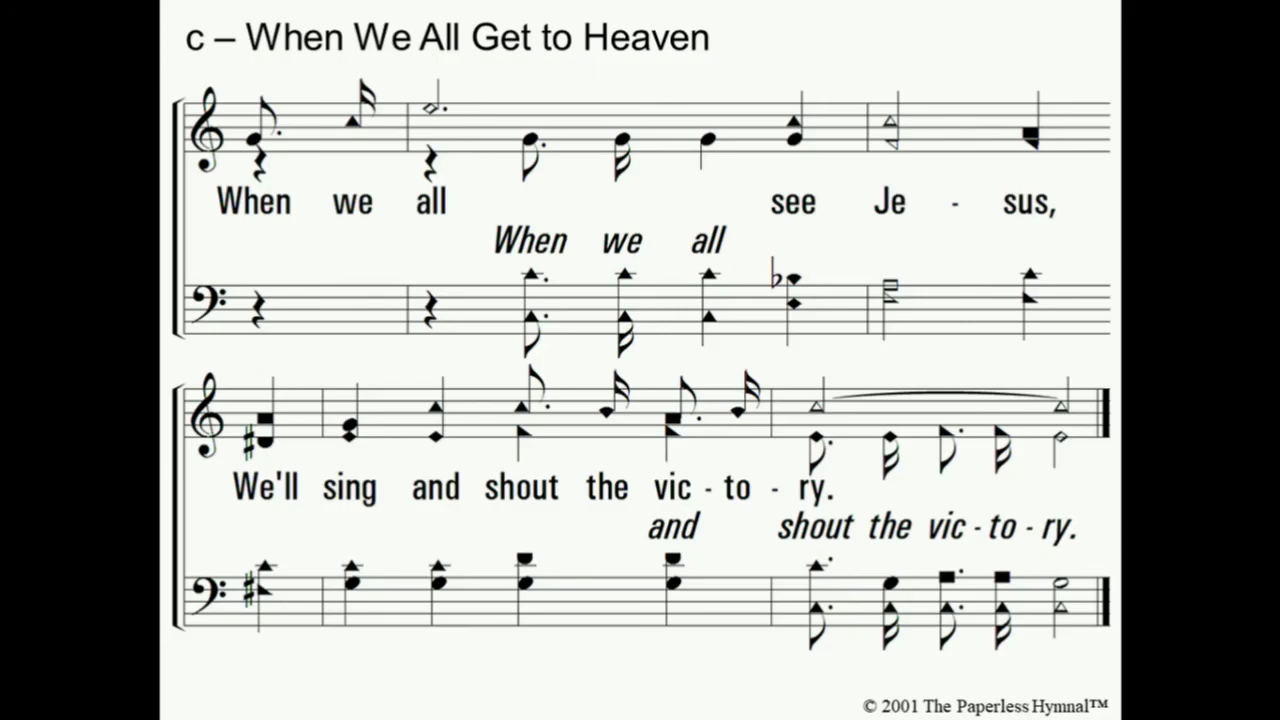 c – When We All Get to Heaven
When we all see Je - sus,
When we all
We'll sing and shout the vic - to - ry.
and shout the vic - to - ry.
© 2001 The Paperless Hymnal™